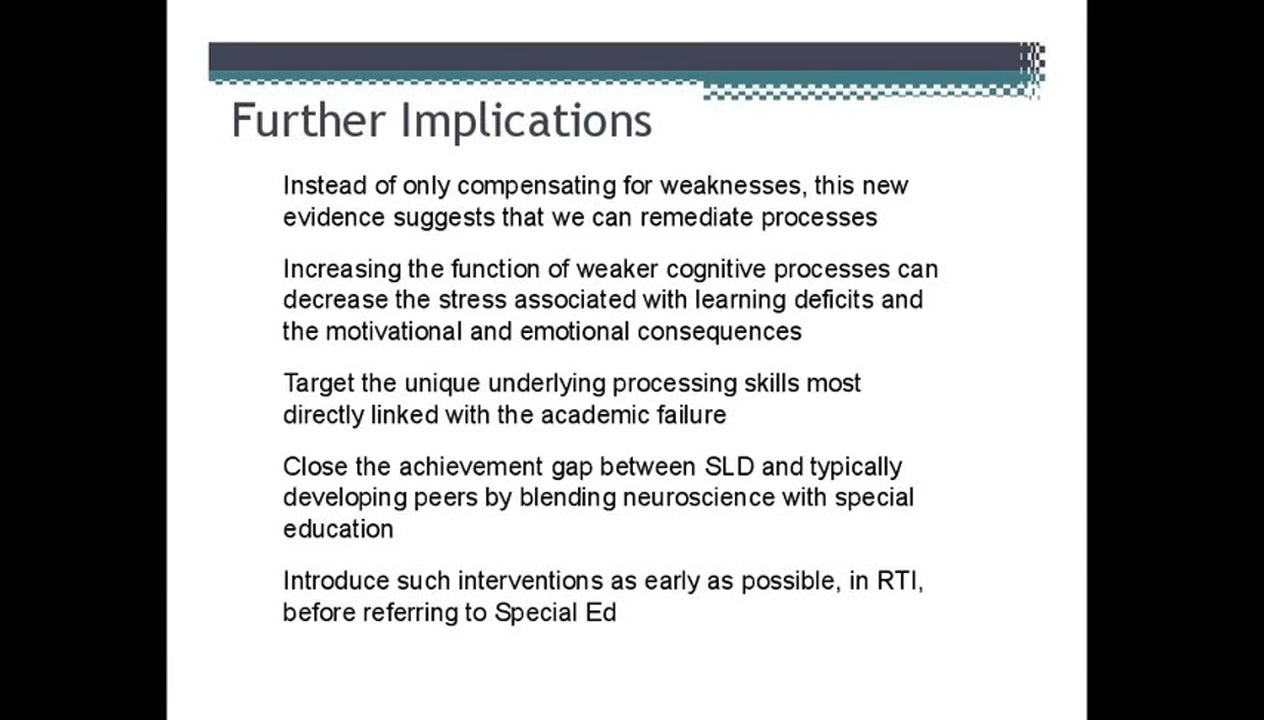 Further Implications
Instead of only compensating for weaknesses, this new
evidence suggests that we can remediate processes
Increasing the function of weaker cognitive processes can
decrease the stress associated with learning deficits and
the motivational and emotional consequences
Target the unique underlying processing skills most
directly linked with the academic failure
Close the achievement gap between SLD and typically
developing peers by blending neuroscience with special
education
Introduce such interventions as early as possible, in RTI,
before referring to Special Ed